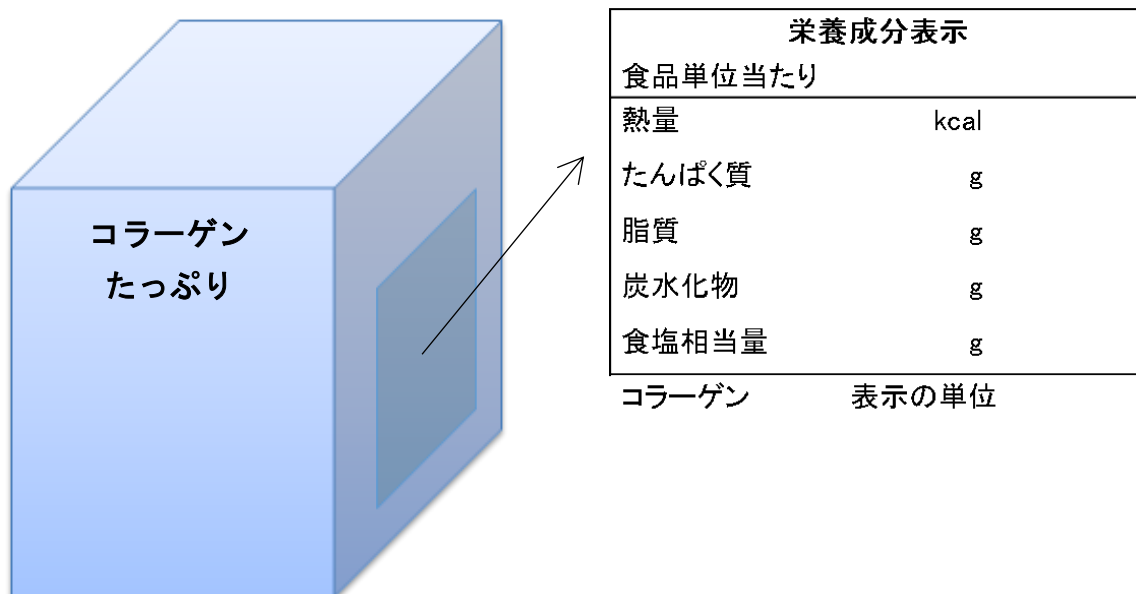 コラーゲン
たっぷり
栄養成分表示
食品単位当たり
熱量 kcal
たんぱく質 g
脂質 g
炭水化物 g
食塩相当量 g
コラーゲン 表示の単位